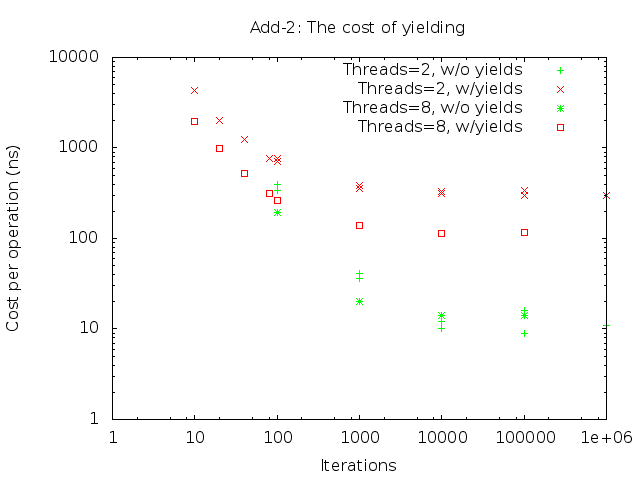 Add-2: The cost of yielding
Threads=2, w/o yields
Threads=2, w/yields
Threads=8, w/o yields
Threads=8, w/yields
Cost per operation (ns)
10000
1000
100
10
1
1 10 100 1000 10000 100000 1e+06
Iterations